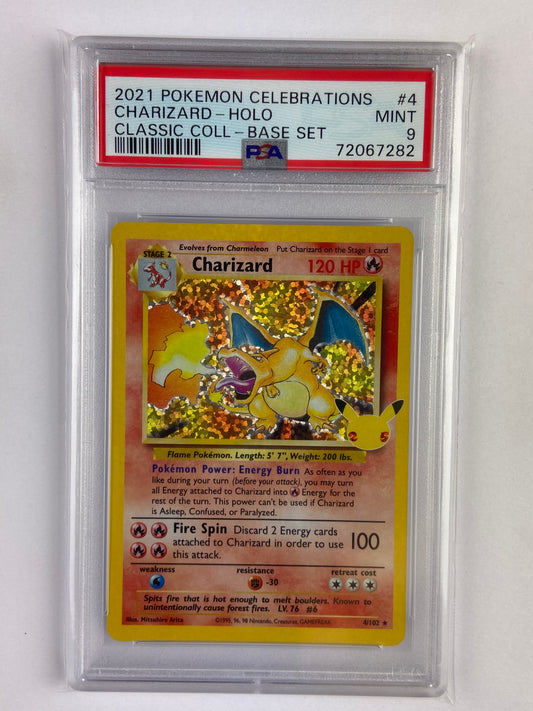 2021 POKEMON CELEBRATIONS #4
CHARIZARD-HOLO MINT
CLASSIC COLL-BASE SET 9
PSA 72067282
Evolves from Charmeleon Put Charizard on the Stage 1 card
STAGE 2
Charizard 120 HP
25
Flame Pokémon. Length: 5' 7", Weight: 200 lbs.
Pokémon Power: Energy Burn As often as you
like during your turn (before your attack), you may turn
all Energy attached to Charizard into Energy for the
rest of the turn. This power can't be used if Charizard
is Asleep, Confused, or Paralyzed.
Fire Spin Discard 2 Energy cards
attached to Charizard in order to use 100
this attack.
weakness resistance retreat cost
-30
Spits fire that is hot enough to melt boulders. Known to
unintentionally cause forest fires. LV. 76 #6
Illus. Mitsuhiro Arita ©1995, 96, 98 Nintendo, Creatures, GAMEFREAK. 4/102 ★